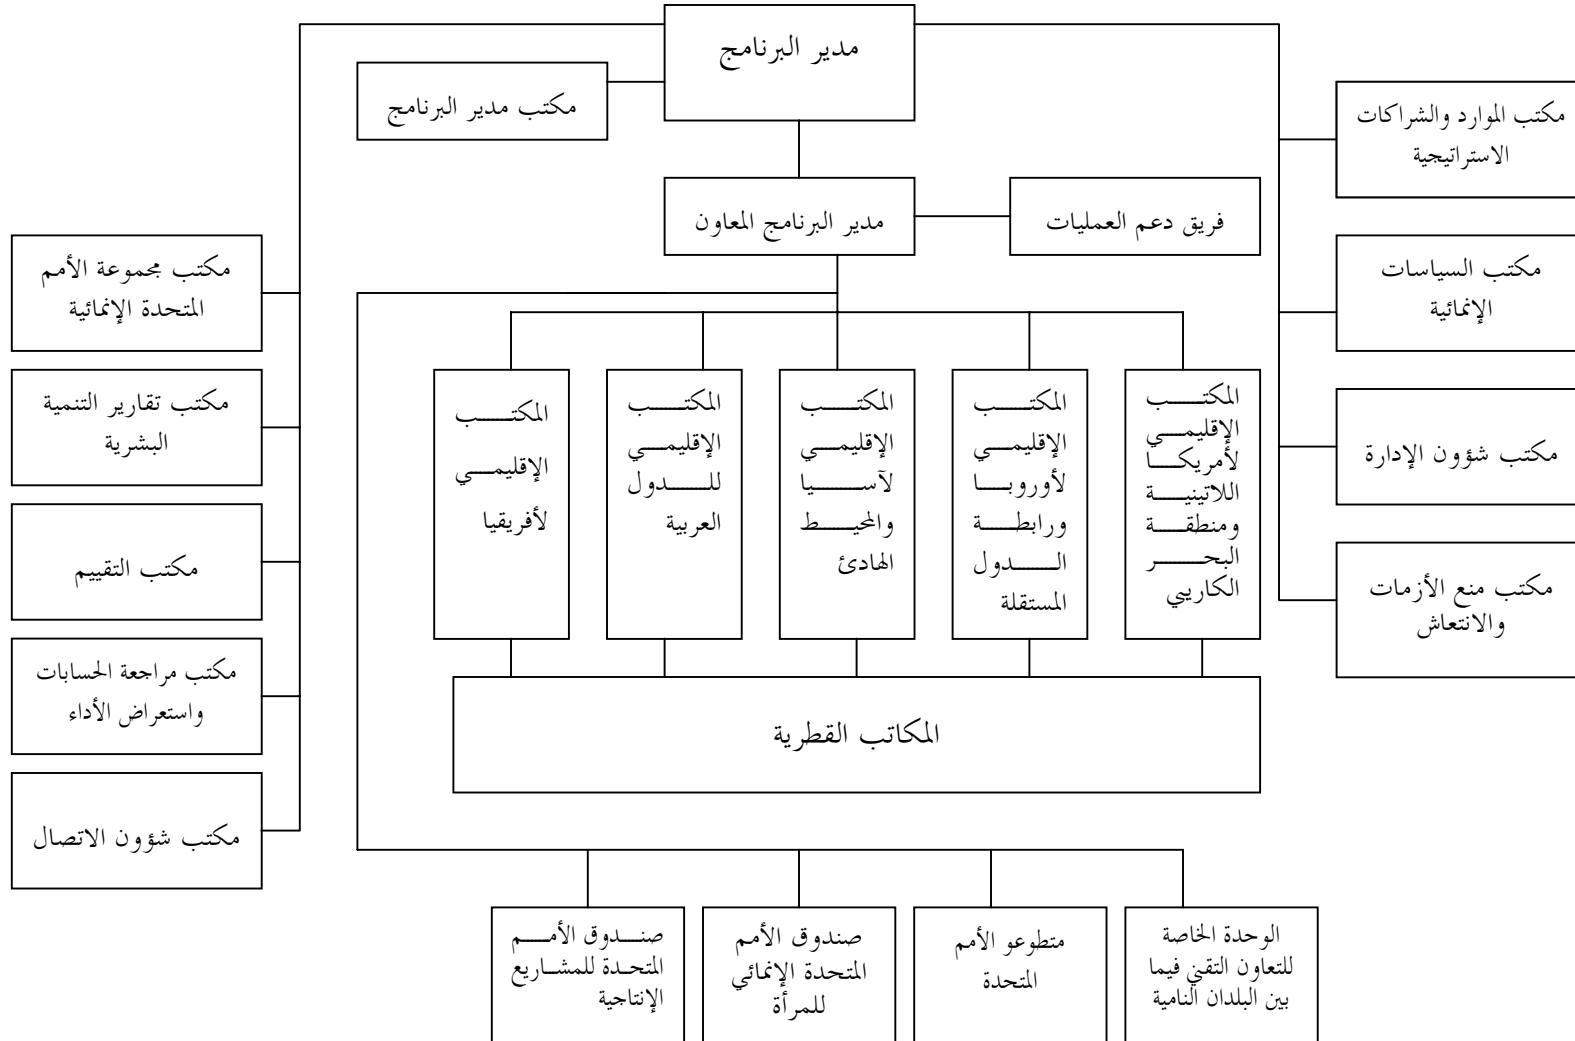 مدير البرنامج
مكتب مدير البرنامج
مدير البرنامج المعاون
فريق دعم العمليات
مكتب الموارد والشراكات
الاستراتيجية
مكتب السياسات
الإنمائية
مكتب شؤون الإدارة
مكتب منع الأزمات
والانتعاش
مكتب مجموعة الأمم
المتحدة الإنمائية
مكتب تقارير التنمية
البشرية
مكتب التقييم
مكتب مراجعة الحسابات
واستعراض الأداء
مكتب شؤون الاتصال
المكتب
الإقليمي
لأمريكا
اللاتينية
ومنطقة
البحر
الكاريبي
المكتب
الإقليمي
لأوروبا
ورابطة
الدول
المستقلة
المكتب
الإقليمي
لآسيا
والمحيط
الهادئ
المكتب
الإقليمي
للدول
العربية
المكتب
الإقليمي
لأفريقيا
المكاتب القطرية
الوحدة الخاصة
للتعاون التقني فيما
بين البلدان النامية
متطوعو الأمم
المتحدة
صندوق الأمم
المتحدة الإنمائي
للمرأة
صندوق الأمم
المتحدة للمشاريع
الإنتاجية